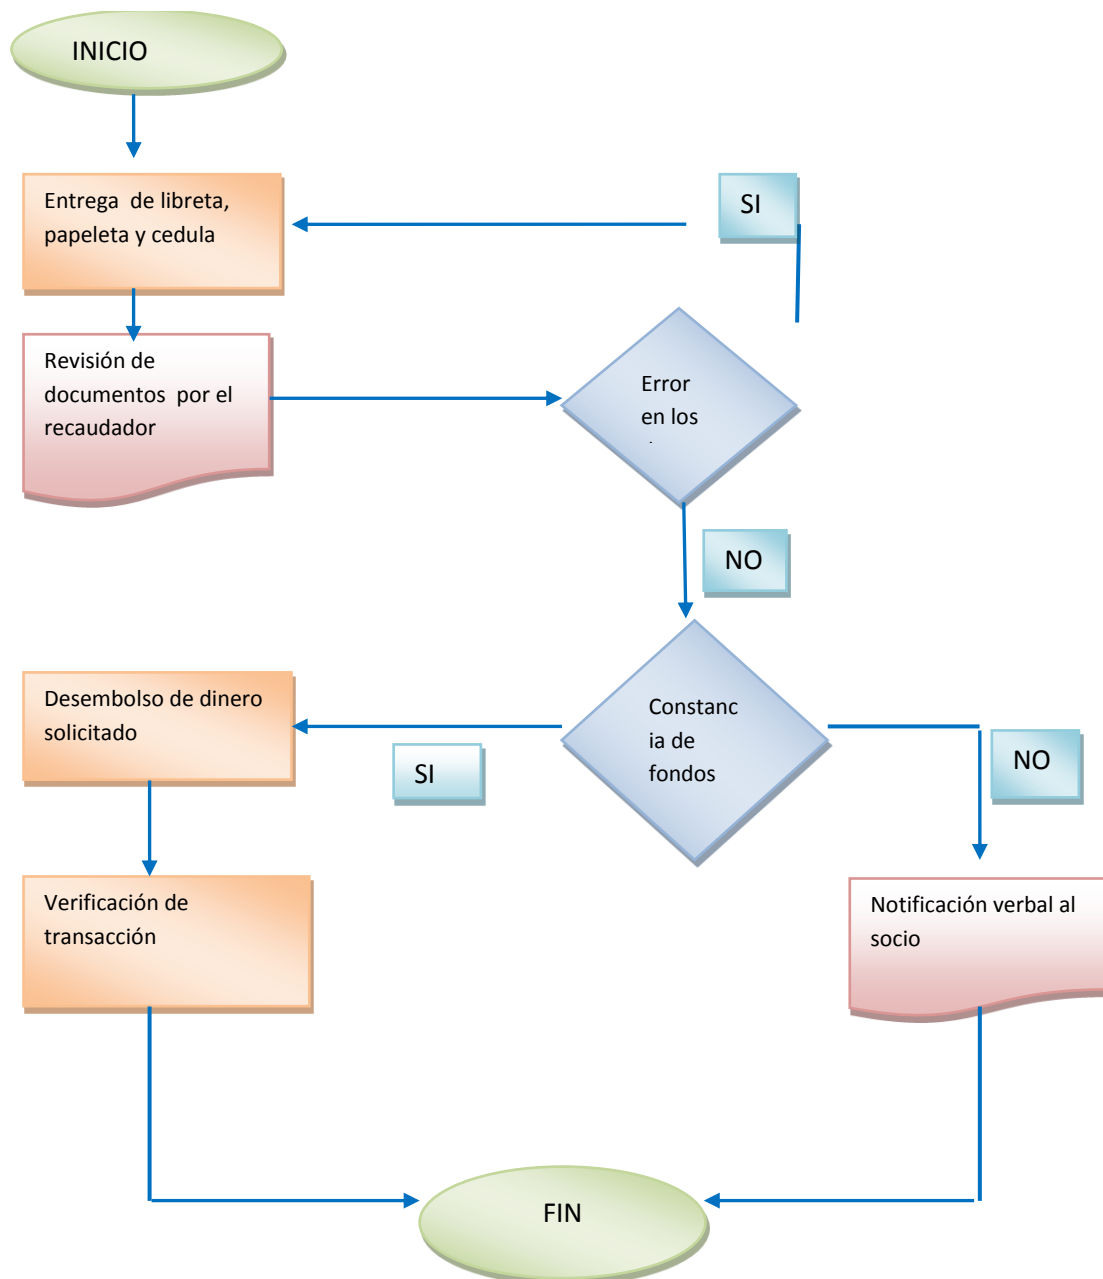 INICIO
Entrega de libreta,
papeleta y cedula
SI
Revisión de
documentos por el
recaudador
Error
en los
NO
Desembolso de dinero
solicitado
SI
Constanc
ia de
fondos
NO
Verificación de
transacción
Notificación verbal al
socio
FIN